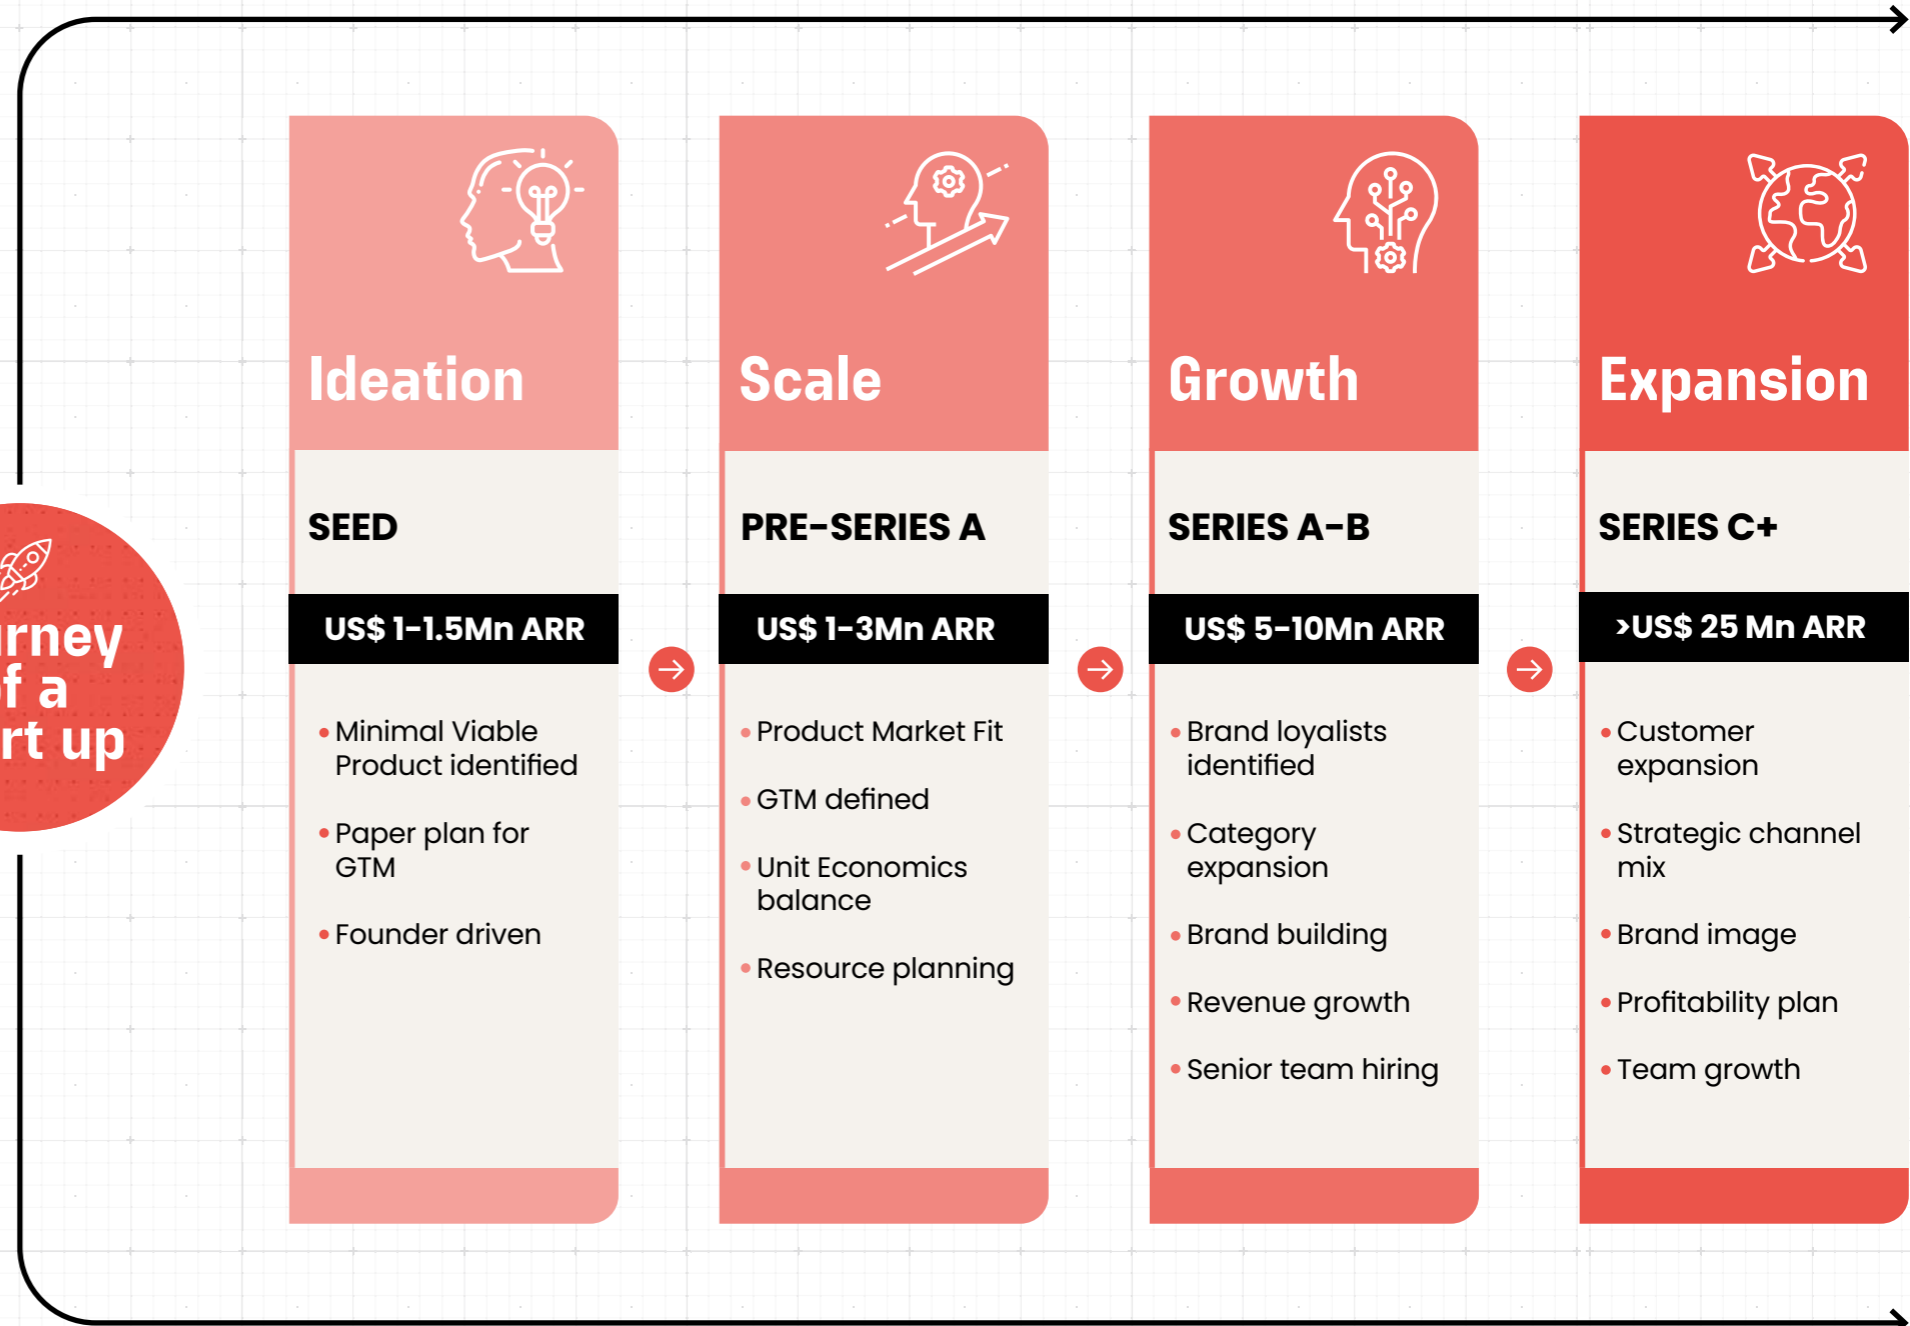 Ideation
SEED
US$ 1-1.5Mn ARR
Minimal Viable
Product identified
Paper plan for
GTM
Founder driven
Scale
PRE-SERIES A
US$ 1-3Mn ARR
Product Market Fit
GTM defined
Unit Economics
balance
Resource planning
Growth
SERIES A-B
US$ 5-10Mn ARR
Brand loyalists
identified
Category
expansion
Brand building
Revenue growth
Senior team hiring
Expansion
SERIES C+
>US$ 25 Mn ARR
Customer
expansion
Strategic channel
mix
Brand image
Profitability plan
Team growth
a
up